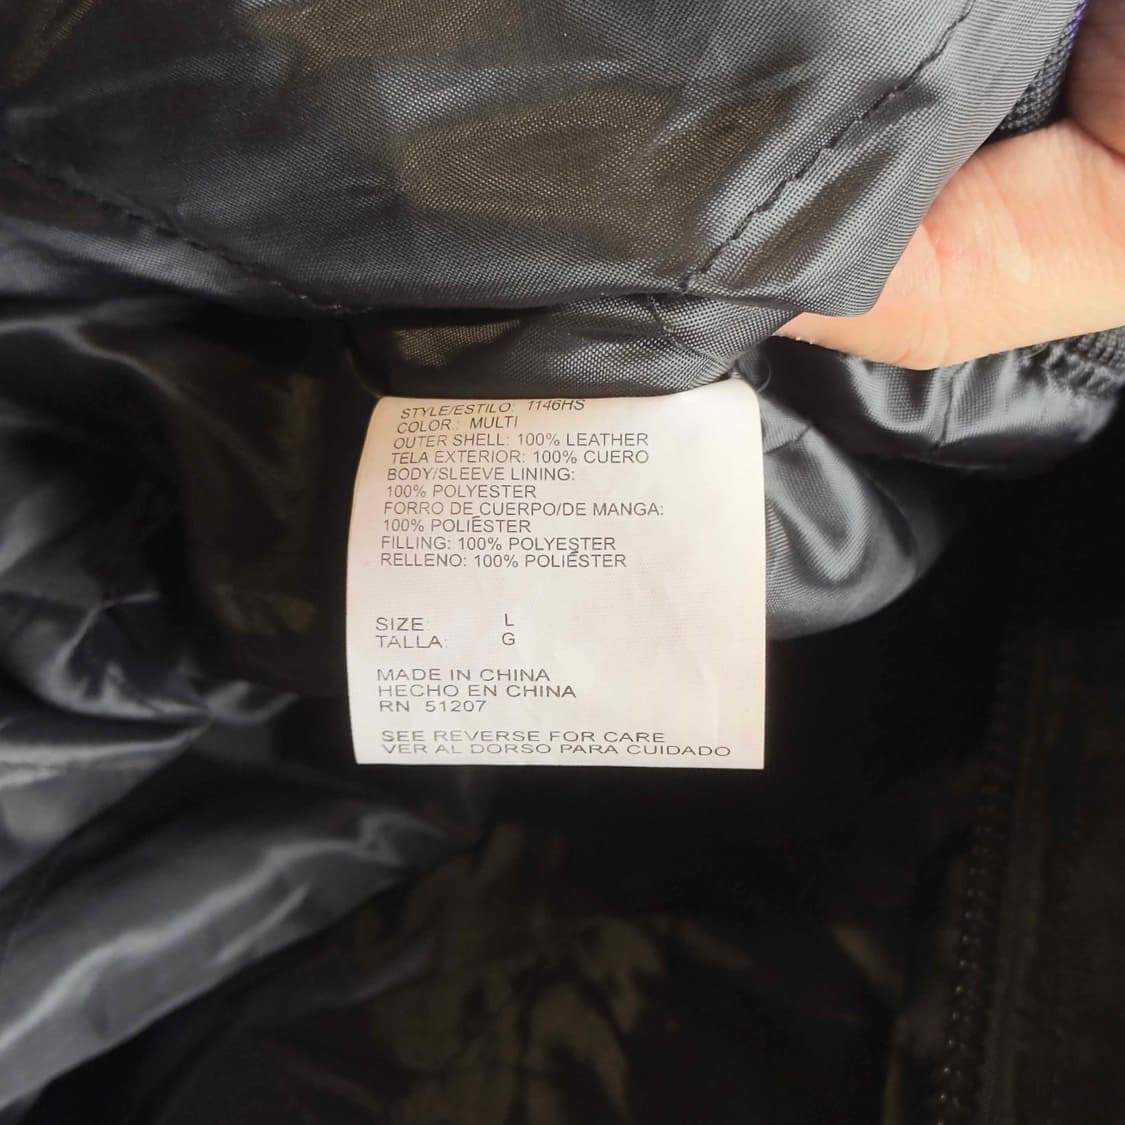 STYLE/ESTILO: 1146HS
COLOR: MULTI
OUTER SHELL: 100% LEATHER
TELA EXTERIOR: 100% CUERO
BODY/SLEEVE LINING:
100% POLYESTER
FORRO DE CUERPO/DE MANGA:
100% POLIÉSTER
FILLING: 100% POLYESTER
RELLENO: 100% POLIÉSTER
SIZE: L
TALLA: G
MADE IN CHINA
HECHO EN CHINA
RN 51207
SEE REVERSE FOR CARE
VER AL DORSO PARA CUIDADO